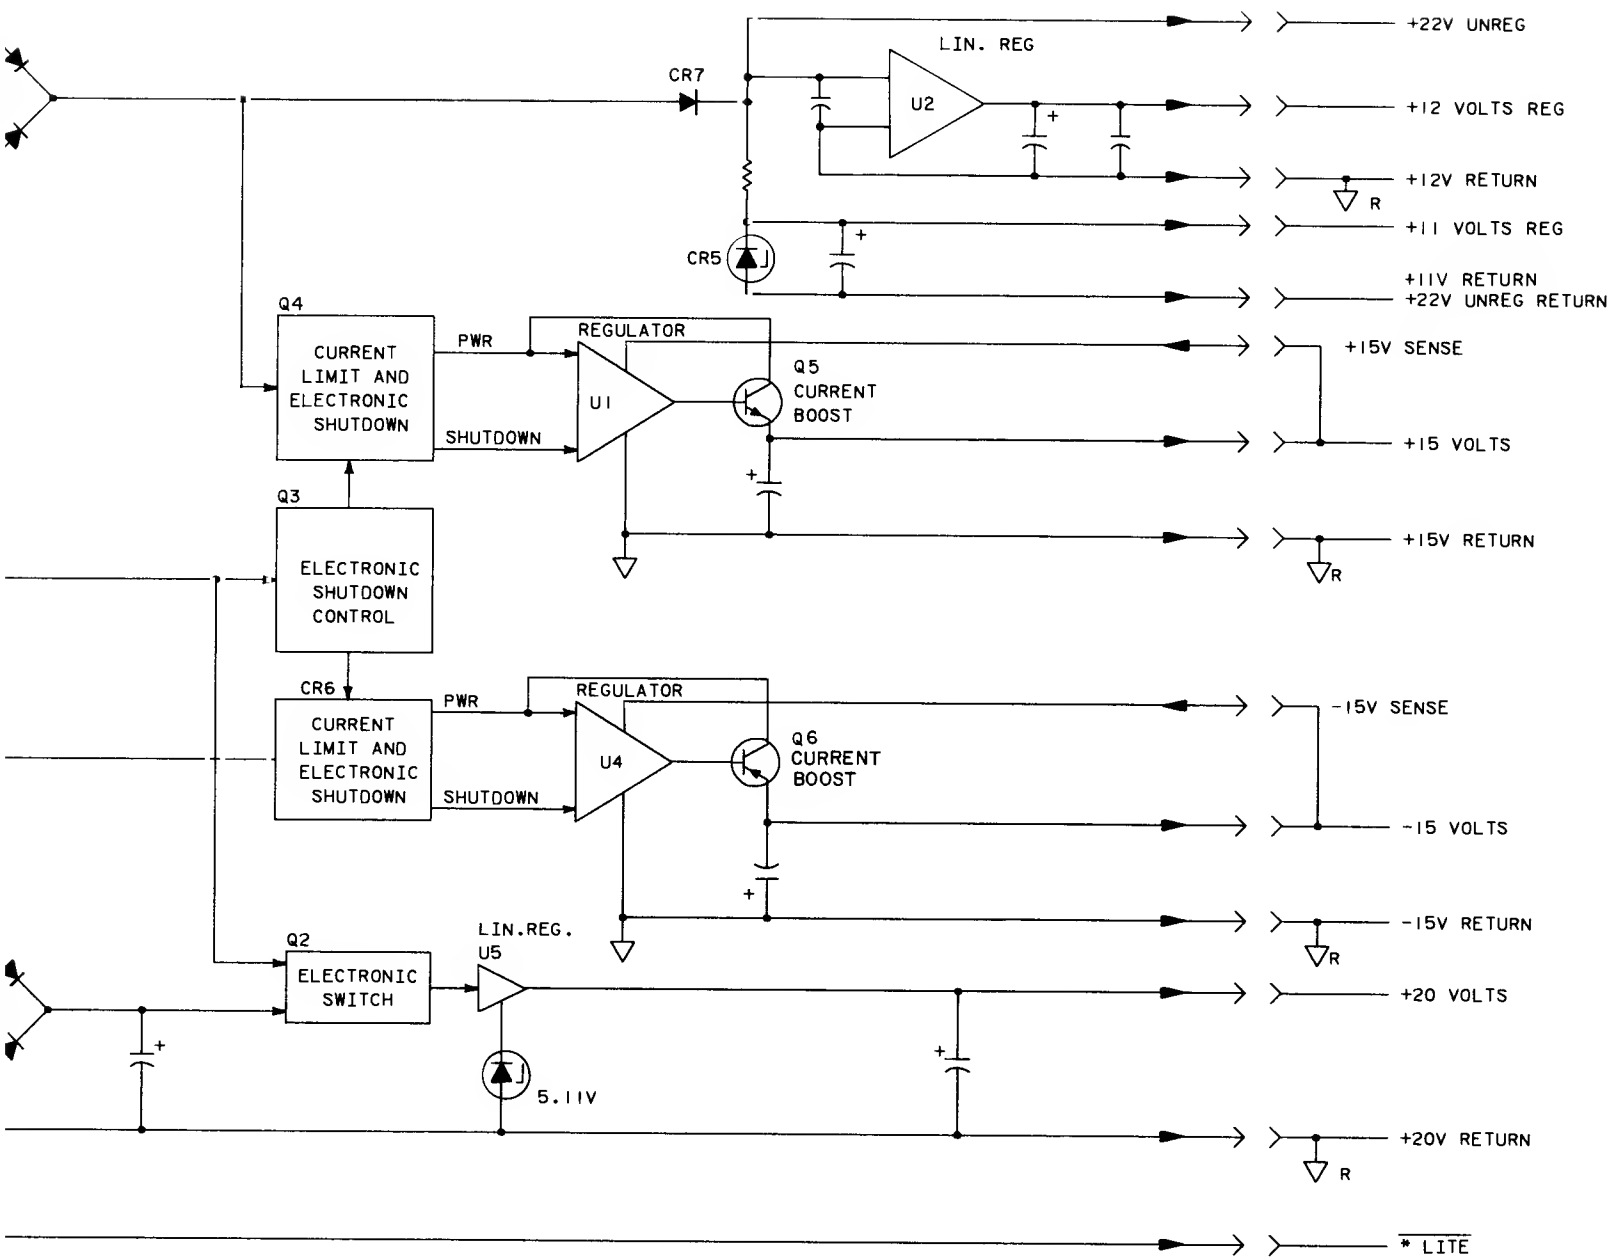 +22V UNREG
LIN. REG
CR7
U2
+12 VOLTS REG
+12V RETURN
R
+11 VOLTS REG
CR5
+
+
+11V RETURN
+22V UNREG RETURN
Q4
CURRENT
LIMIT AND
ELECTRONIC
SHUTDOWN
PWR
SHUTDOWN
REGULATOR
U1
Q5
CURRENT
BOOST
+
+15V SENSE
+15 VOLTS
+15V RETURN
R
Q3
ELECTRONIC
SHUTDOWN
CONTROL
CR6
CURRENT
LIMIT AND
ELECTRONIC
SHUTDOWN
PWR
SHUTDOWN
REGULATOR
U4
Q6
CURRENT
BOOST
+
-15V SENSE
-15 VOLTS
-15V RETURN
R
Q2
ELECTRONIC
SWITCH
LIN.REG.
U5
+20 VOLTS
+
+
5.11V
+20V RETURN
R
* LITE